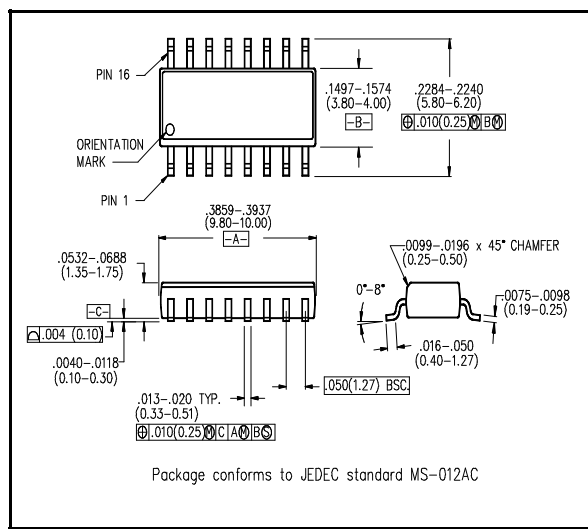 PIN 16
.1497–.1574
(3.80–4.00)
-B-
.2284–.2240
(5.80–6.20)
⌖.010(0.25)Ⓜ BⓂ
ORIENTATION
MARK
PIN 1
.3859–.3937
(9.80–10.00)
-A-
.0532–.0688
(1.35–1.75)
.0099–.0196 x 45° CHAMFER
(0.25–0.50)
0°-8°
.0075–.0098
(0.19–0.25)
-C-
⌓ .004 (0.10)
.0040–.0118
(0.10–0.30)
.016–.050
(0.40–1.27)
.013–.020 TYP.
(0.33–0.51)
.050(1.27) BSC.
⌖.010(0.25)Ⓜ C AⓂ BⓈ
Package conforms to JEDEC standard MS–012AC